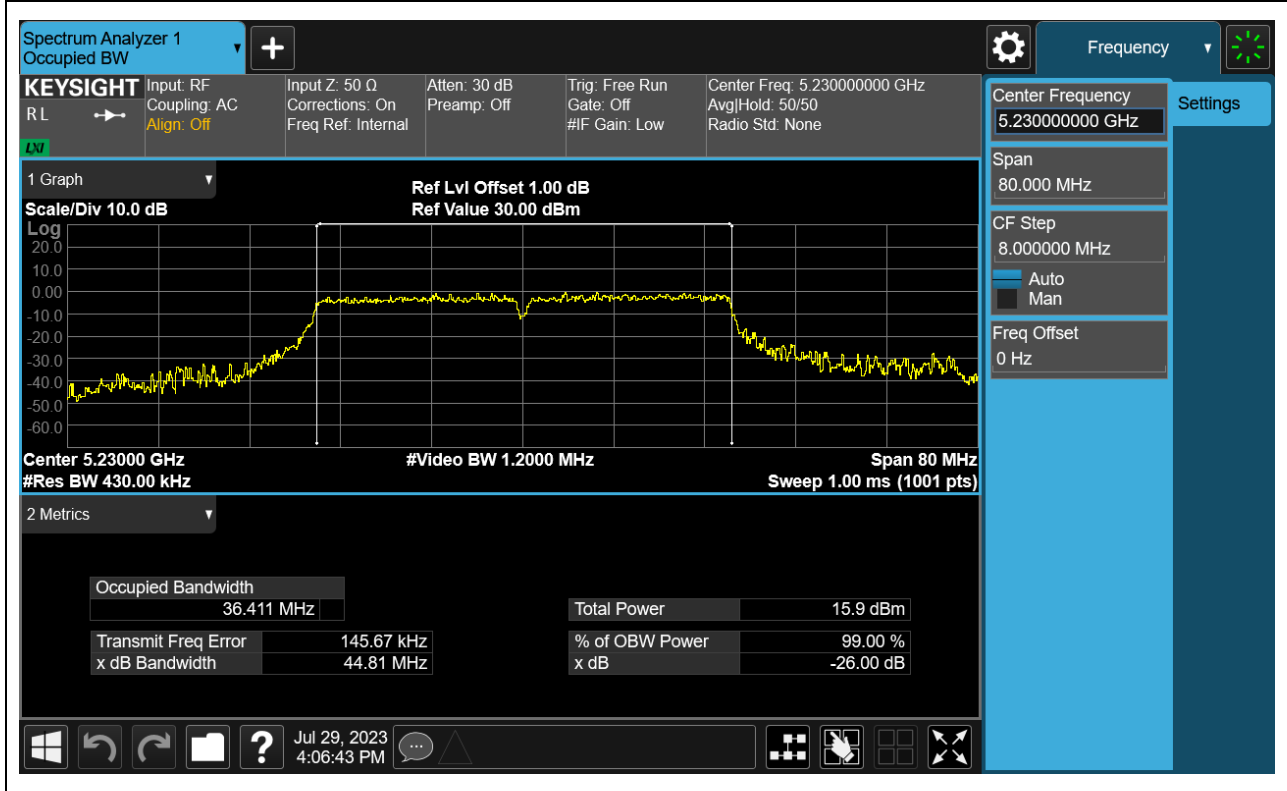 Spectrum Analyzer 1
Occupied BW
Frequency
KEYSIGHT
R L
LXI
Input: RF
Coupling: AC
Align: Off
Input Z: 50 Ω
Corrections: On
Freq Ref: Internal
Atten: 30 dB
Preamp: Off
Trig: Free Run
Gate: Off
#IF Gain: Low
Center Freq: 5.230000000 GHz
Avg|Hold: 50/50
Radio Std: None
Center Frequency
5.230000000 GHz
Settings
Span
80.000 MHz
CF Step
8.000000 MHz
Auto
Man
Freq Offset
0 Hz
1 Graph
Scale/Div 10.0 dB
Ref Lvl Offset 1.00 dB
Ref Value 30.00 dBm
Log
20.0
10.0
0.00
-10.0
-20.0
-30.0
-40.0
-50.0
-60.0
Center 5.23000 GHz
#Video BW 1.2000 MHz
Span 80 MHz
#Res BW 430.00 kHz
Sweep 1.00 ms (1001 pts)
2 Metrics
Occupied Bandwidth
36.411 MHz
Total Power 15.9 dBm
Transmit Freq Error 145.67 kHz
% of OBW Power 99.00 %
x dB Bandwidth 44.81 MHz
x dB -26.00 dB
?
Jul 29, 2023
4:06:43 PM